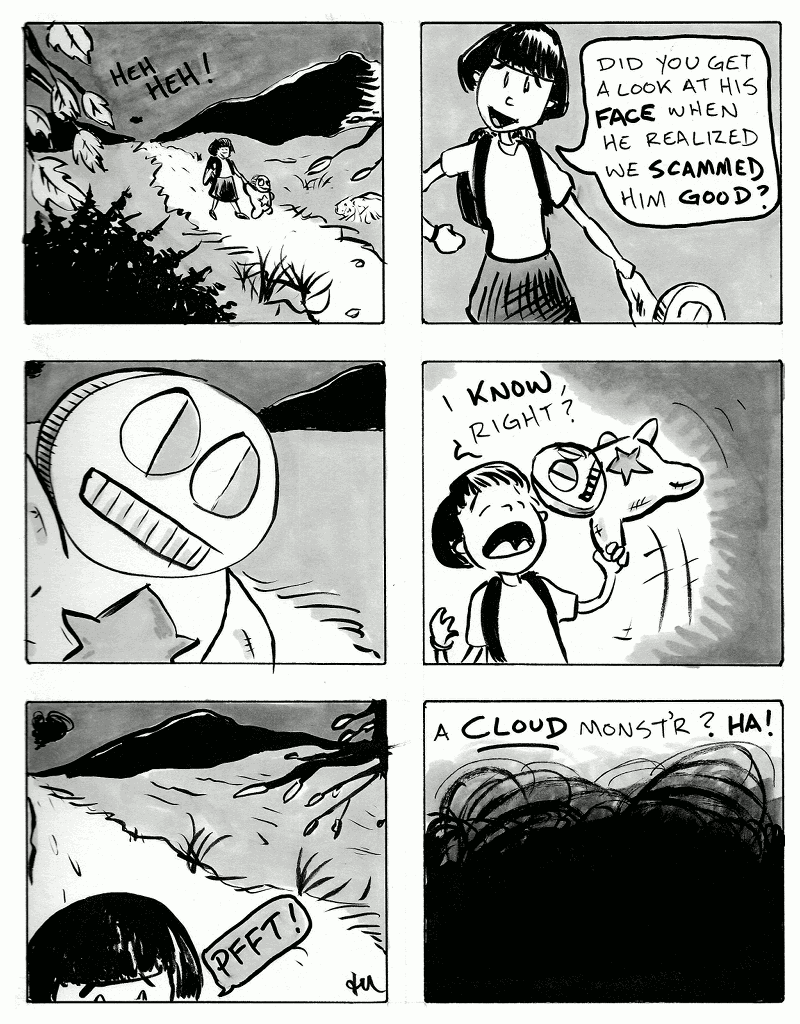 HEH
HEH!
DID YOU GET
A LOOK AT HIS
FACE WHEN
HE REALIZED
WE SCAMMED
HIM GOOD?
I KNOW,
RIGHT?
PFFT!
A CLOUD MONST'R? HA!